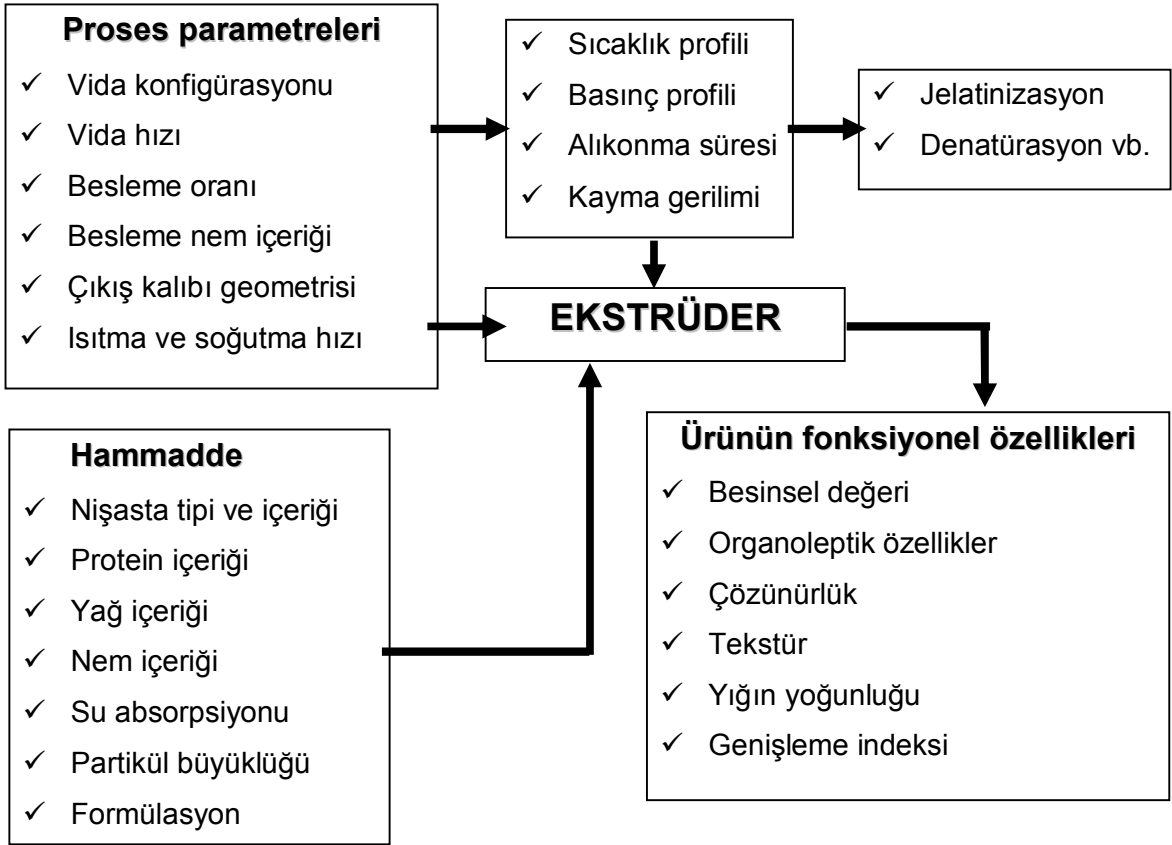 Proses parametreleri
✓ Vida konfigürasyonu
✓ Vida hızı
✓ Besleme oranı
✓ Besleme nem içeriği
✓ Çıkış kalıbı geometrisi
✓ Isıtma ve soğutma hızı
✓ Sıcaklık profili
✓ Basınç profili
✓ Alıkonma süresi
✓ Kayma gerilimi
✓ Jelatinizasyon
✓ Denatürasyon vb.
EKSTRÜDER
Hammadde
✓ Nişasta tipi ve içeriği
✓ Protein içeriği
✓ Yağ içeriği
✓ Nem içeriği
✓ Su absorpsiyonu
✓ Partikül büyüklüğü
✓ Formülasyon
Ürünün fonksiyonel özellikleri
✓ Besinsel değeri
✓ Organoleptik özellikler
✓ Çözünürlük
✓ Tekstür
✓ Yığın yoğunluğu
✓ Genişleme indeksi